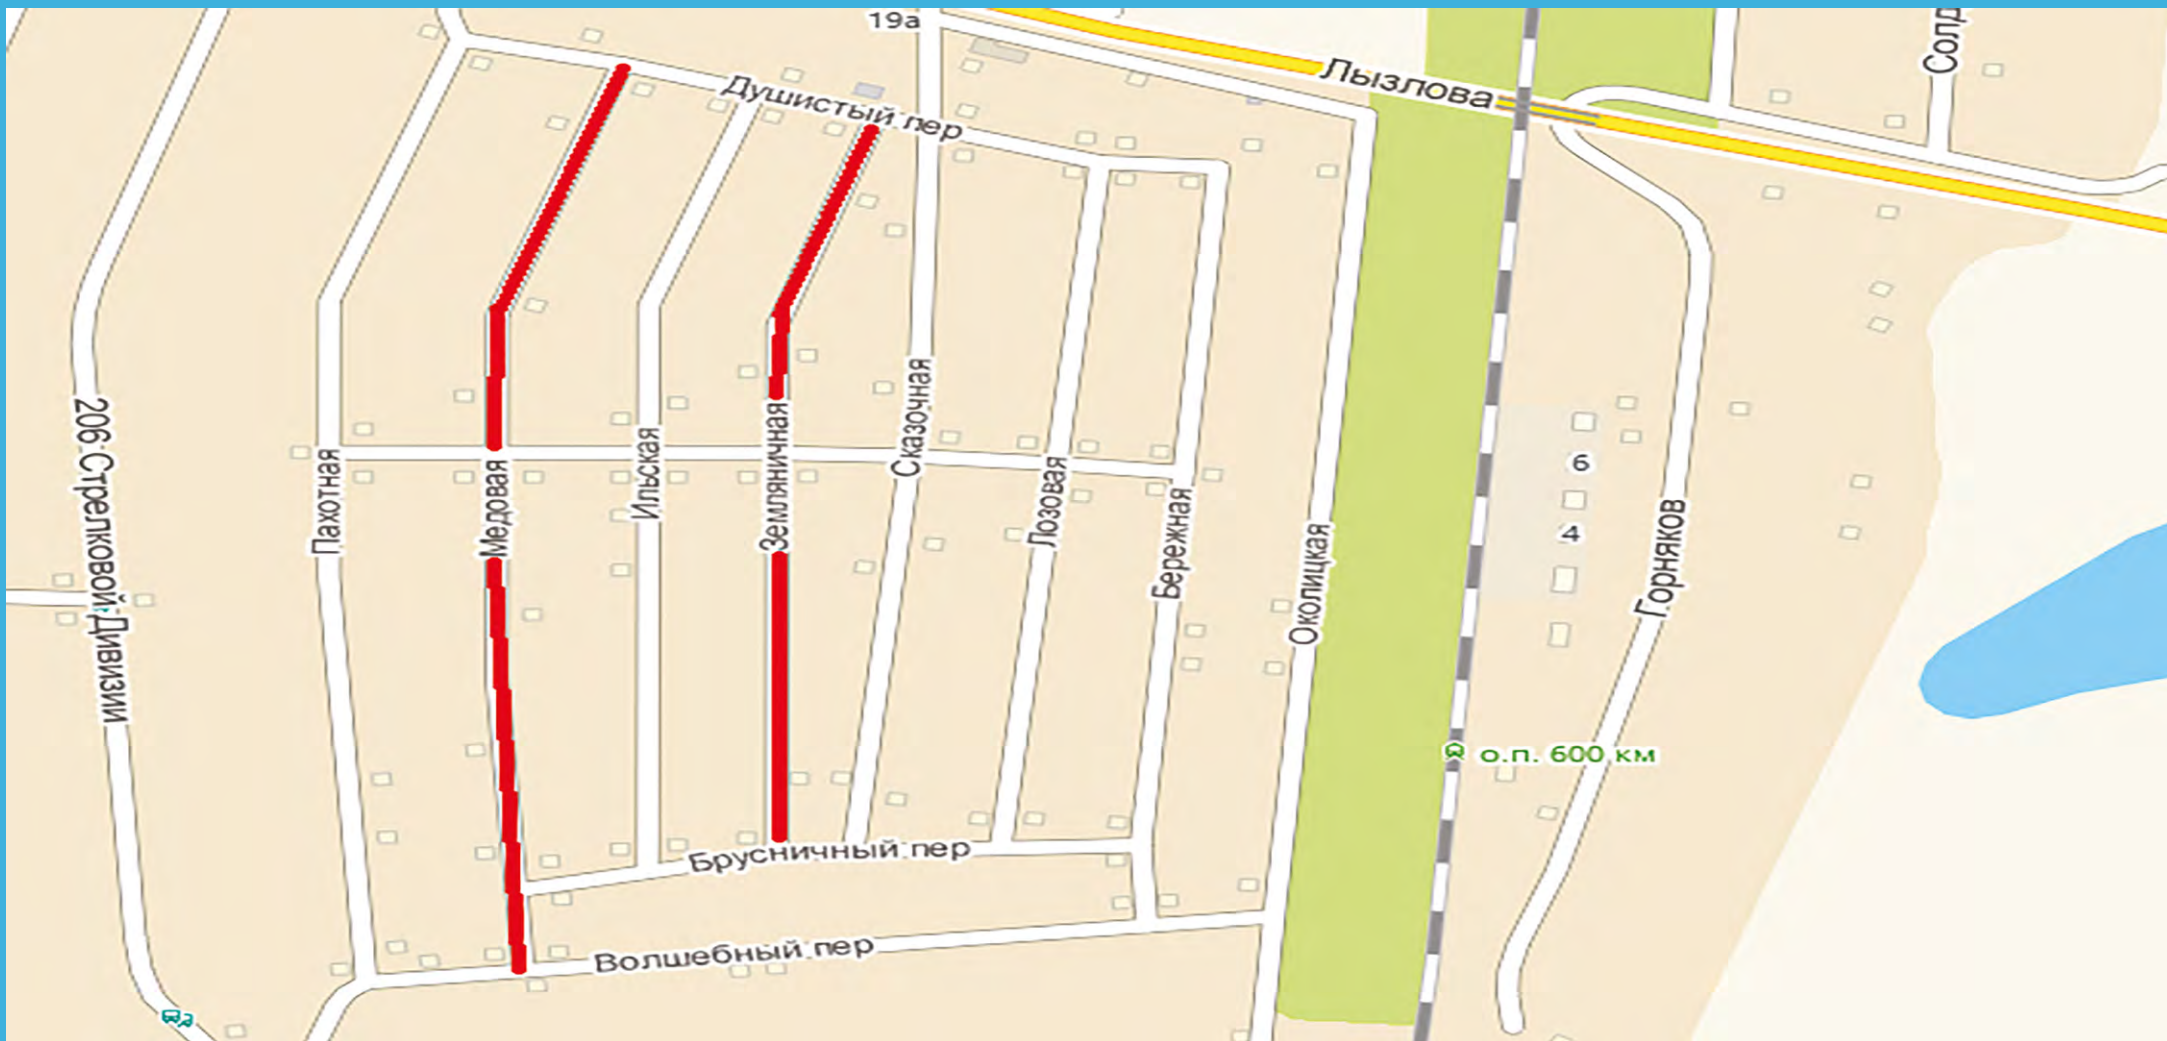 19а
Лызлова
Солд
Душистый пер
206 Стрелковой Дивизии
Пахотная
Медовая
Ильская
Земляничная
Сказочная
Лозовая
Бережная
Околицкая
6
4
Горняков
о.п. 600 км
Брусничный пер
Волшебный пер